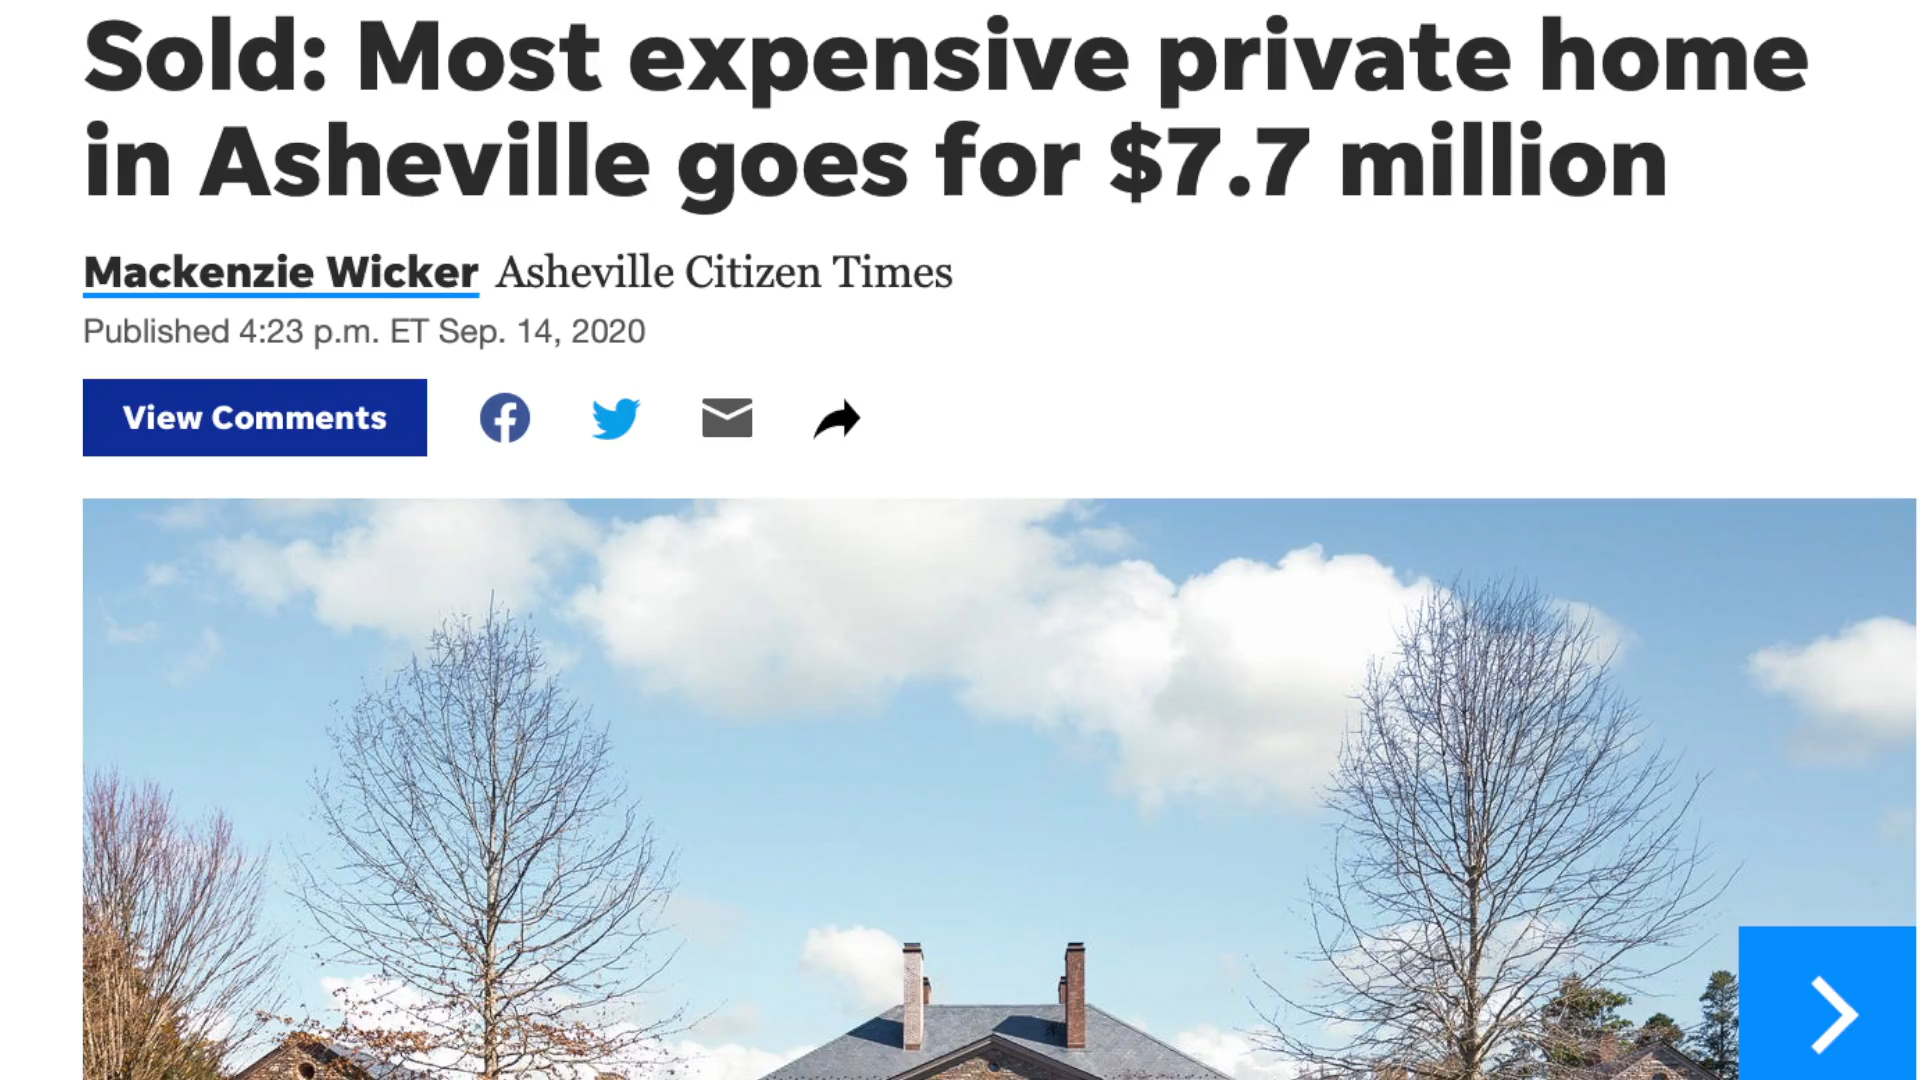 Sold: Most expensive private home
in Asheville goes for $7.7 million
Mackenzie Wicker Asheville Citizen Times
Published 4:23 p.m. ET Sep. 14, 2020
View Comments